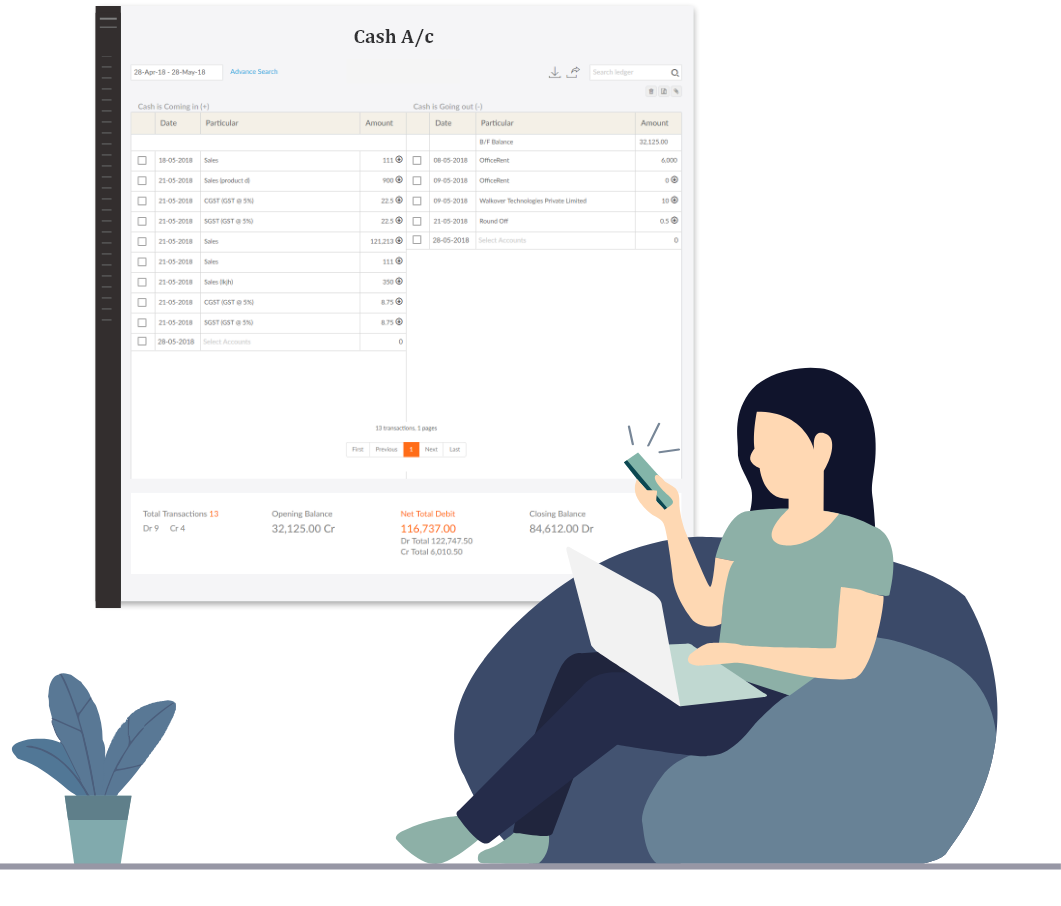 Cash A/c
28-Apr-18 - 28-May-18 Advance Search Search ledger
Cash is Coming in (+) Cash is Going out (-)
Date Particular Amount Date Particular Amount
B/F Balance 32,125.00
18-05-2018 Sales 111 08-05-2018 OfficeRent 6,000
21-05-2018 Sales (product d) 900 09-05-2018 OfficeRent 0
21-05-2018 CGST (GST @ 5%) 22.5 09-05-2018 Walkover Technologies Private Limited 10
21-05-2018 SGST (GST @ 5%) 22.5 21-05-2018 Round Off 0.5
21-05-2018 Sales 121,213 28-05-2018 Select Accounts 0
21-05-2018 Sales 111
21-05-2018 Sales (lkjh) 350
21-05-2018 CGST (GST @ 5%) 8.75
21-05-2018 SGST (GST @ 5%) 8.75
28-05-2018 Select Accounts 0
13 transactions, 1 pages
First Previous 1 Next Last
Total Transactions 13 Opening Balance Net Total Debit Closing Balance
Dr 9 Cr 4 32,125.00 Cr 116,737.00 84,612.00 Dr
Dr Total 122,747.50
Cr Total 6,010.50